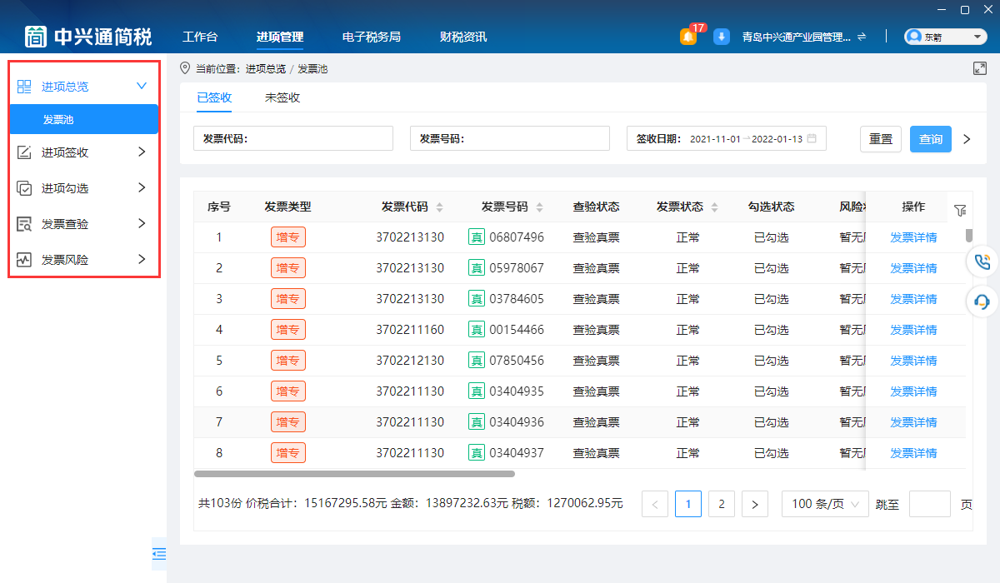 简 中兴通简税 工作台 进项管理 电子税务局 财税资讯 17 青岛中兴通产业园管理... 东箭
当前位置： 进项总览 / 发票池
进项总览
发票池
进项签收
进项勾选
发票查验
发票风险
已签收 未签收
发票代码： 发票号码： 签收日期： 2021-11-01 2022-01-13 重置 查询
序号 发票类型 发票代码 发票号码 查验状态 发票状态 勾选状态 风险 操作
1 增专 3702213130 真 06807496 查验真票 正常 已勾选 暂无 发票详情
2 增专 3702213130 真 05978067 查验真票 正常 已勾选 暂无 发票详情
3 增专 3702213130 真 03784605 查验真票 正常 已勾选 暂无 发票详情
4 增专 3702211160 真 00154466 查验真票 正常 已勾选 暂无 发票详情
5 增专 3702212130 真 07850456 查验真票 正常 已勾选 暂无 发票详情
6 增专 3702211130 真 03404935 查验真票 正常 已勾选 暂无 发票详情
7 增专 3702211130 真 03404936 查验真票 正常 已勾选 暂无 发票详情
8 增专 3702211130 真 03404937 查验真票 正常 已勾选 暂无 发票详情
共103份 价税合计：15167295.58元 金额：13897232.63元 税额：1270062.95元 < 1 2 > 100 条/页 跳至 页